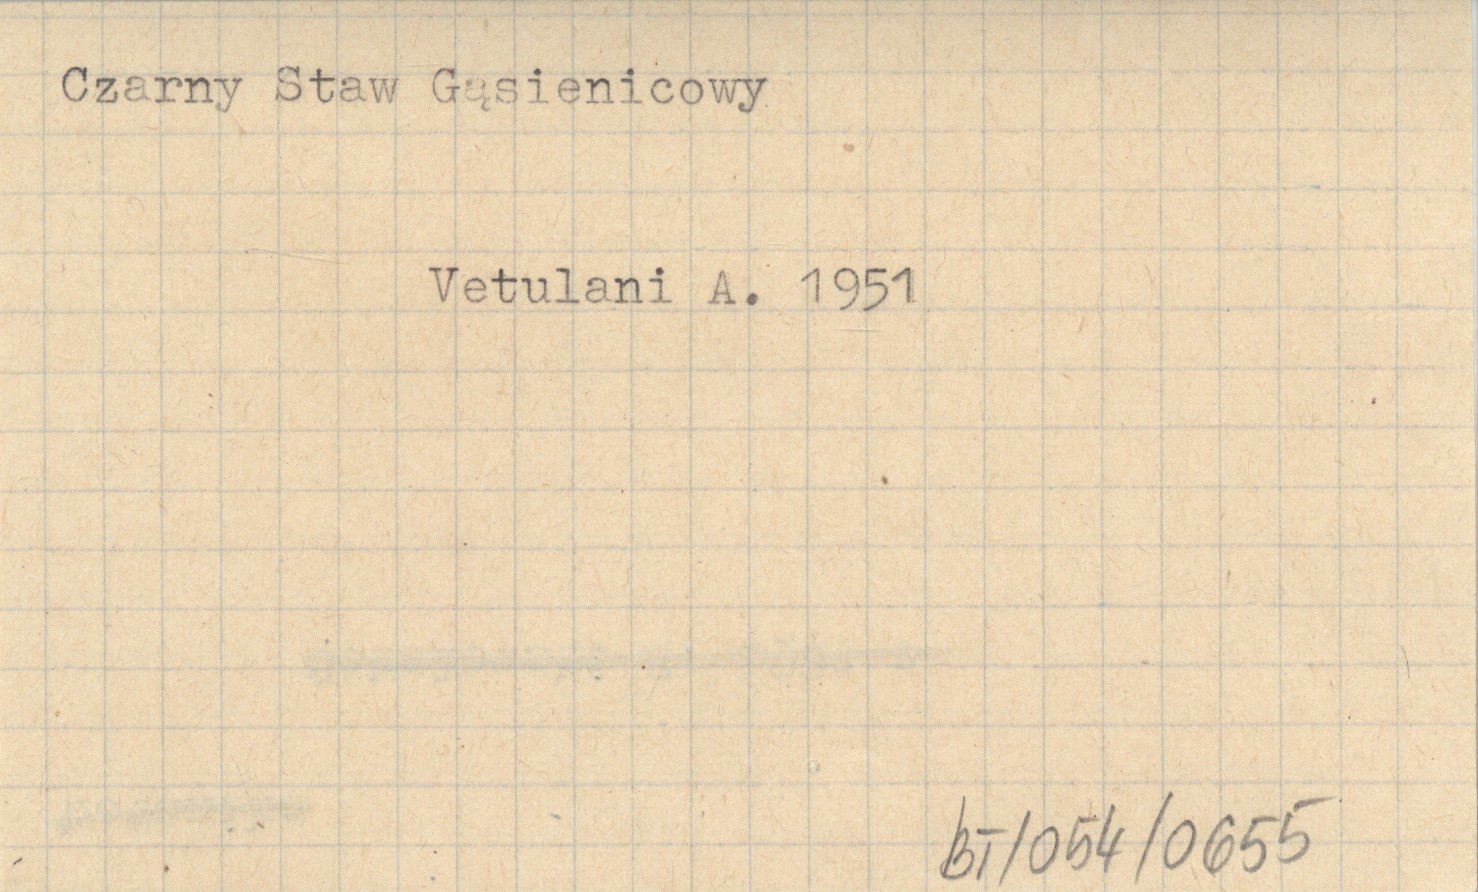 Czarny Staw Gąsienicowy
Vetulani A. 1951
BT/054/0655